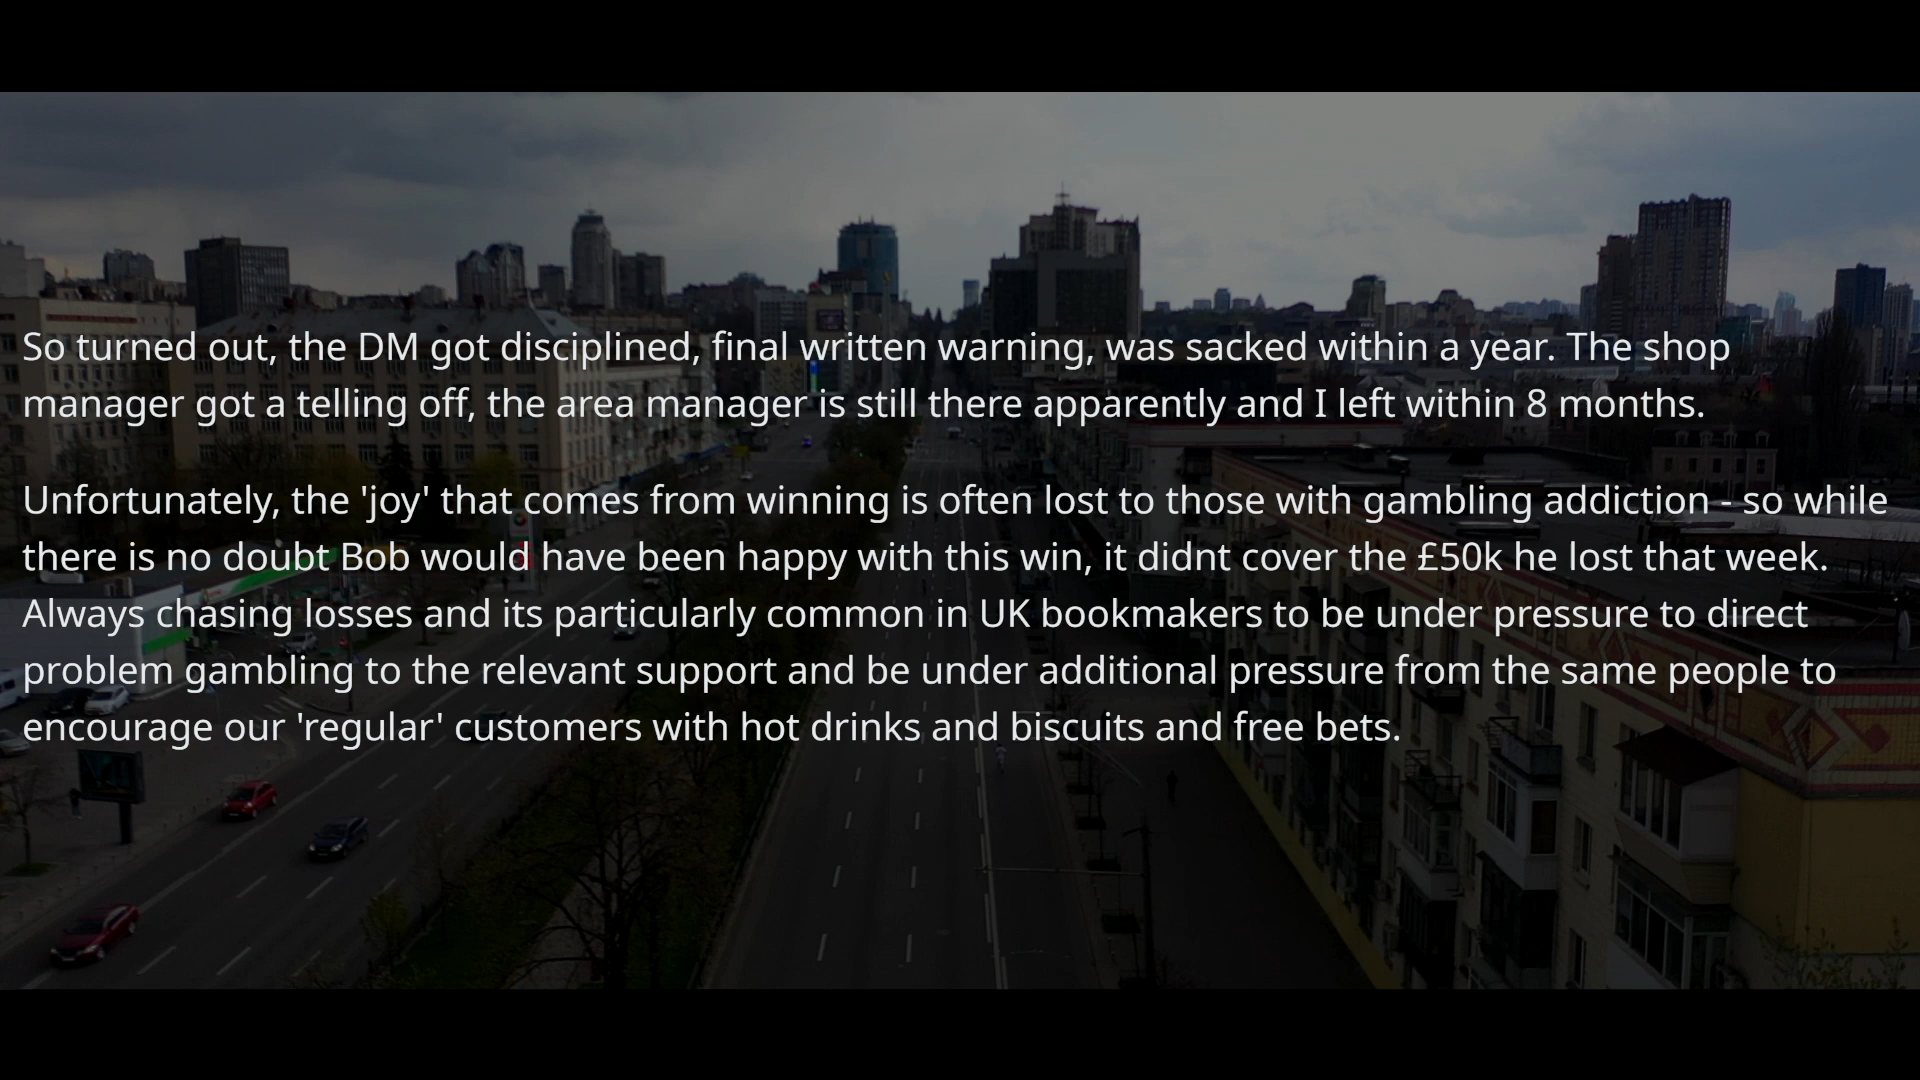 So turned out, the DM got disciplined, final written warning, was sacked within a year. The shop
manager got a telling off, the area manager is still there apparently and I left within 8 months.
Unfortunately, the 'joy' that comes from winning is often lost to those with gambling addiction - so while
there is no doubt Bob would have been happy with this win, it didnt cover the £50k he lost that week.
Always chasing losses and its particularly common in UK bookmakers to be under pressure to direct
problem gambling to the relevant support and be under additional pressure from the same people to
encourage our 'regular' customers with hot drinks and biscuits and free bets.